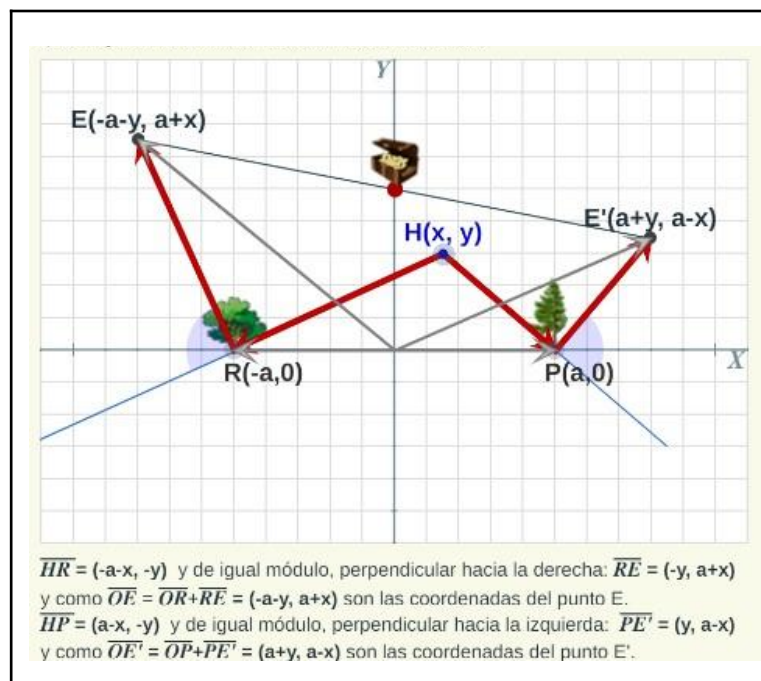 Y
E(-a-y, a+x)
E'(a+y, a-x)
H(x, y)
X
R(-a,0)
P(a,0)
HR = (-a-x, -y) y de igual módulo, perpendicular hacia la derecha: RE = (-y, a+x)
y como OE = OR+RE = (-a-y, a+x) son las coordenadas del punto E.
HP = (a-x, -y) y de igual módulo, perpendicular hacia la izquierda: PE' = (y, a-x)
y como OE' = OP+PE' = (a+y, a-x) son las coordenadas del punto E'.